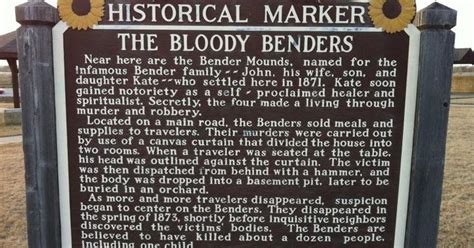 HISTORICAL MARKER
THE BLOODY BENDERS
Near here are the Bender Mounds, named for the
infamous Bender family--John, his wife, son, and
daughter Kate--who settled here in 1871. Kate soon
gained notoriety as a self-proclaimed healer and
spiritualist. Secretly, the four made a living through
murder and robbery.
Located on a main road, the Benders sold meals and
supplies to travelers. Their murders were carried out
by use of a canvas curtain that divided the house into
two rooms. When a traveler was seated at the table,
his head was outlined against the curtain. The victim
was then dispatched from behind with a hammer, and
the body was dropped into a basement pit, later to be
buried in an orchard.
As more and more travelers disappeared, suspicion
began to center on the Benders. They disappeared in
the spring of 1873, shortly before inquisitive neighbors
discovered the victims' bodies. The Benders are
believed to have killed about a dozen people,
including one child.